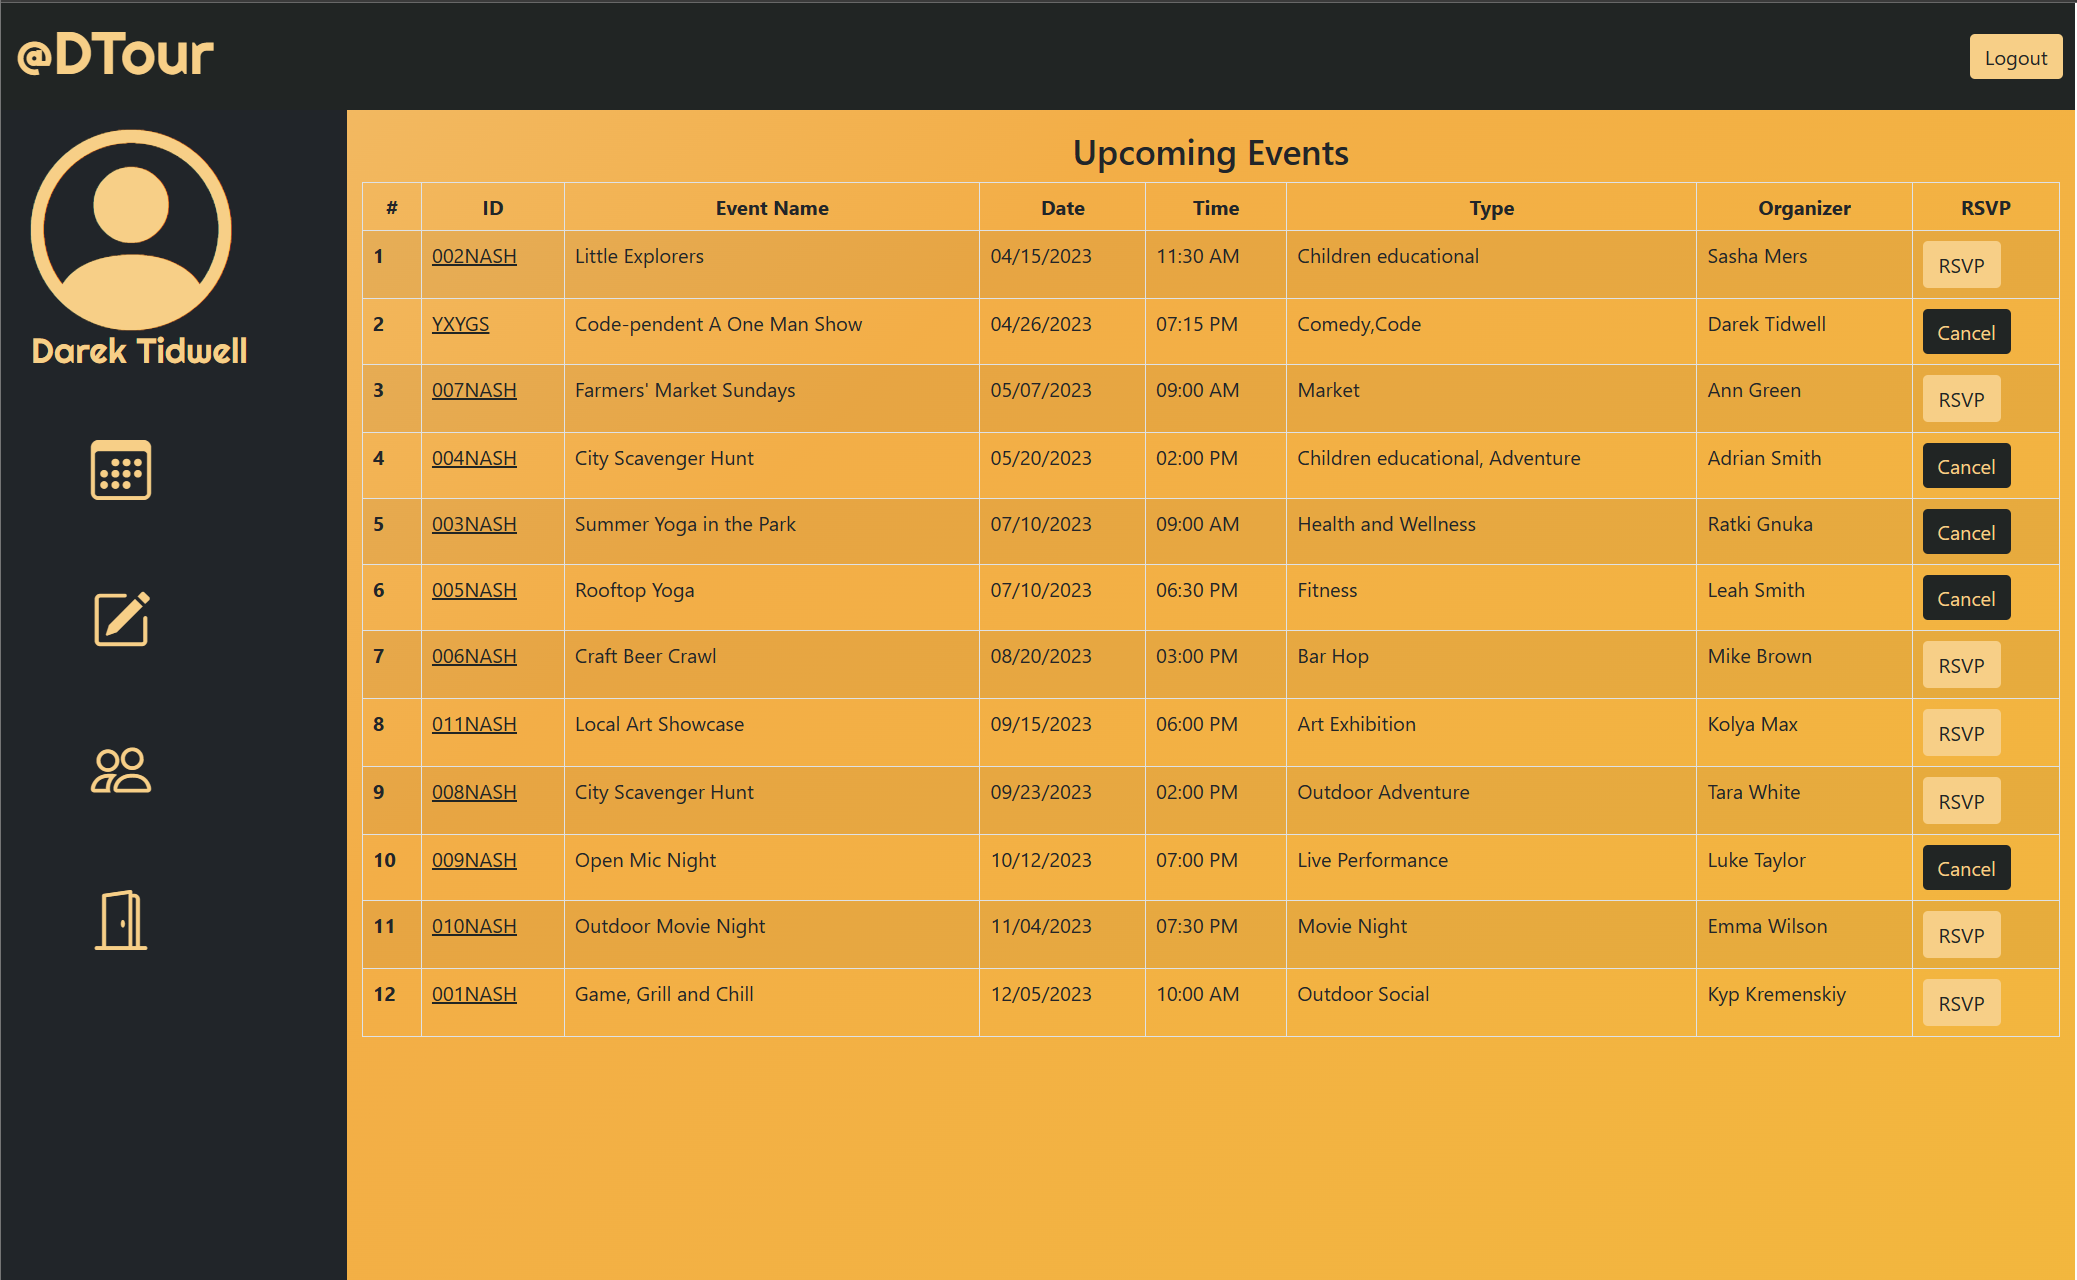 @DTour
Logout
Darek Tidwell
Upcoming Events
# ID Event Name Date Time Type Organizer RSVP
1 002NASH Little Explorers 04/15/2023 11:30 AM Children educational Sasha Mers RSVP
2 YXYGS Code-pendent A One Man Show 04/26/2023 07:15 PM Comedy,Code Darek Tidwell Cancel
3 007NASH Farmers' Market Sundays 05/07/2023 09:00 AM Market Ann Green RSVP
4 004NASH City Scavenger Hunt 05/20/2023 02:00 PM Children educational, Adventure Adrian Smith Cancel
5 003NASH Summer Yoga in the Park 07/10/2023 09:00 AM Health and Wellness Ratki Gnuka Cancel
6 005NASH Rooftop Yoga 07/10/2023 06:30 PM Fitness Leah Smith Cancel
7 006NASH Craft Beer Crawl 08/20/2023 03:00 PM Bar Hop Mike Brown RSVP
8 011NASH Local Art Showcase 09/15/2023 06:00 PM Art Exhibition Kolya Max RSVP
9 008NASH City Scavenger Hunt 09/23/2023 02:00 PM Outdoor Adventure Tara White RSVP
10 009NASH Open Mic Night 10/12/2023 07:00 PM Live Performance Luke Taylor Cancel
11 010NASH Outdoor Movie Night 11/04/2023 07:30 PM Movie Night Emma Wilson RSVP
12 001NASH Game, Grill and Chill 12/05/2023 10:00 AM Outdoor Social Kyp Kremenskiy RSVP